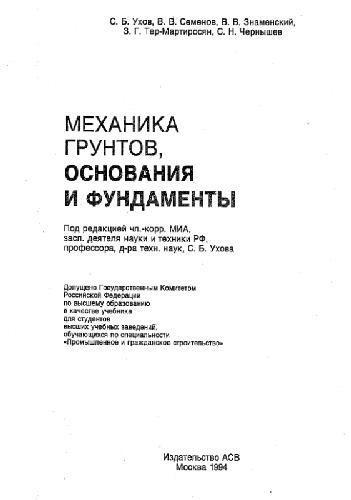 С. Б. Ухов, В. В. Семенов, В. В. Знаменский,
З. Г. Тер-Мартиросян, С. Н. Чернышев
МЕХАНИКА
ГРУНТОВ,
ОСНОВАНИЯ
И ФУНДАМЕНТЫ
Под редакцией чл.-корр. МИА,
засл. деятеля науки и техники РФ,
профессора, д-ра техн. наук, С. Б. Ухова
Допущено Государственным Комитетом
Российской Федерации
по высшему образованию
в качестве учебника
для студентов
высших учебных заведений,
обучающихся по специальности
«Промышленное и гражданское строительство»
Издательство АСВ
Москва 1994